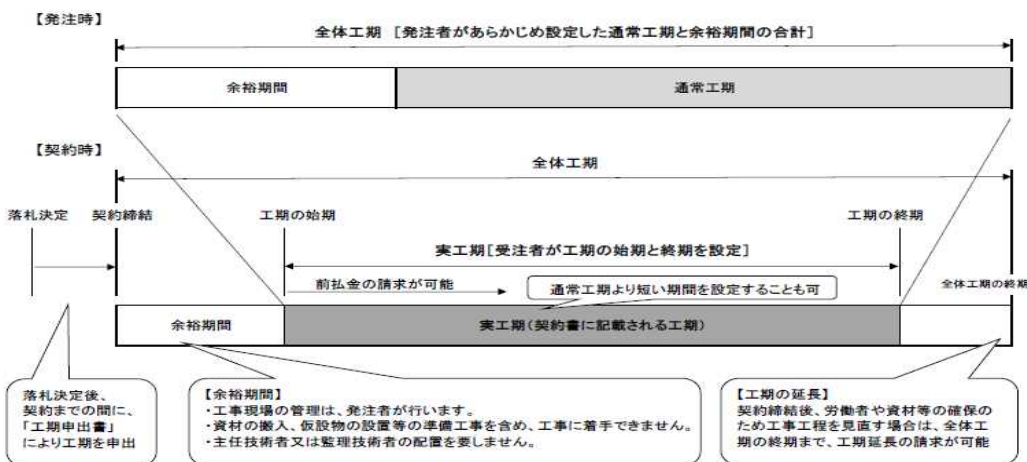 【発注時】
全体工期 [発注者があらかじめ設定した通常工期と余裕期間の合計]
余裕期間
通常工期
【契約時】
全体工期
落札決定
契約締結
工期の始期
工期の終期
実工期[受注者が工期の始期と終期を設定]
前払金の請求が可能
通常工期より短い期間を設定することも可
全体工期の終期
余裕期間
実工期(契約書に記載される工期)
落札決定後、
契約までの間に、
「工期申出書」
により工期を申出
【余裕期間】
・工事現場の管理は、発注者が行います。
・資材の搬入、仮設物の設置等の準備工事を含め、工事に着手できません。
・主任技術者又は監理技術者の配置を要しません。
【工期の延長】
契約締結後、労働者や資材等の確保の
ため工事工程を見直す場合は、全体工
期の終期まで、工期延長の請求が可能